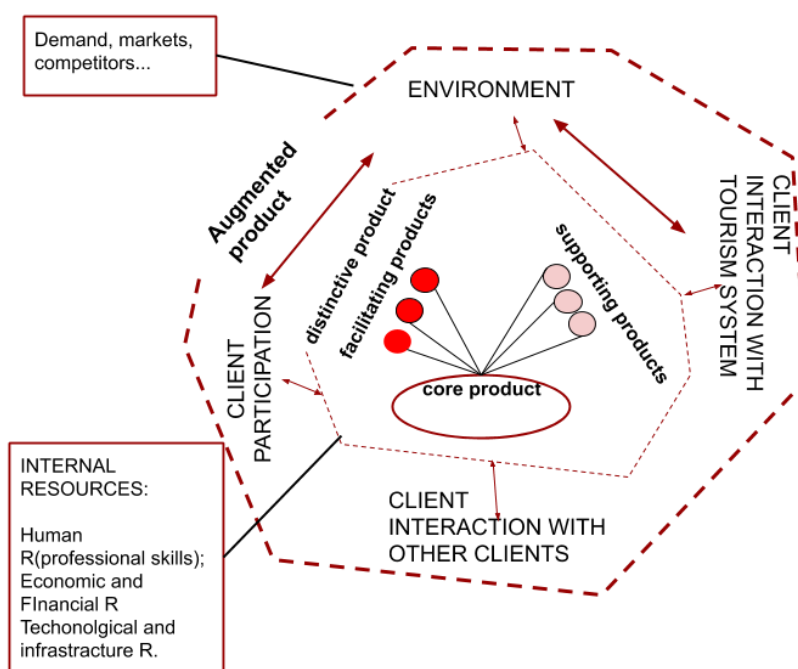 Demand, markets,
competitors...
ENVIRONMENT
Augmented
product
distinctive product
facilitating products
supporting products
CLIENT
INTERACTION WITH
TOURISM SYSTEM
CLIENT
PARTICIPATION
core product
INTERNAL
RESOURCES:
Human
R(professional skills);
Economic and
FInancial R
Techonolgical and
infrastracture R.
CLIENT
INTERACTION WITH
OTHER CLIENTS